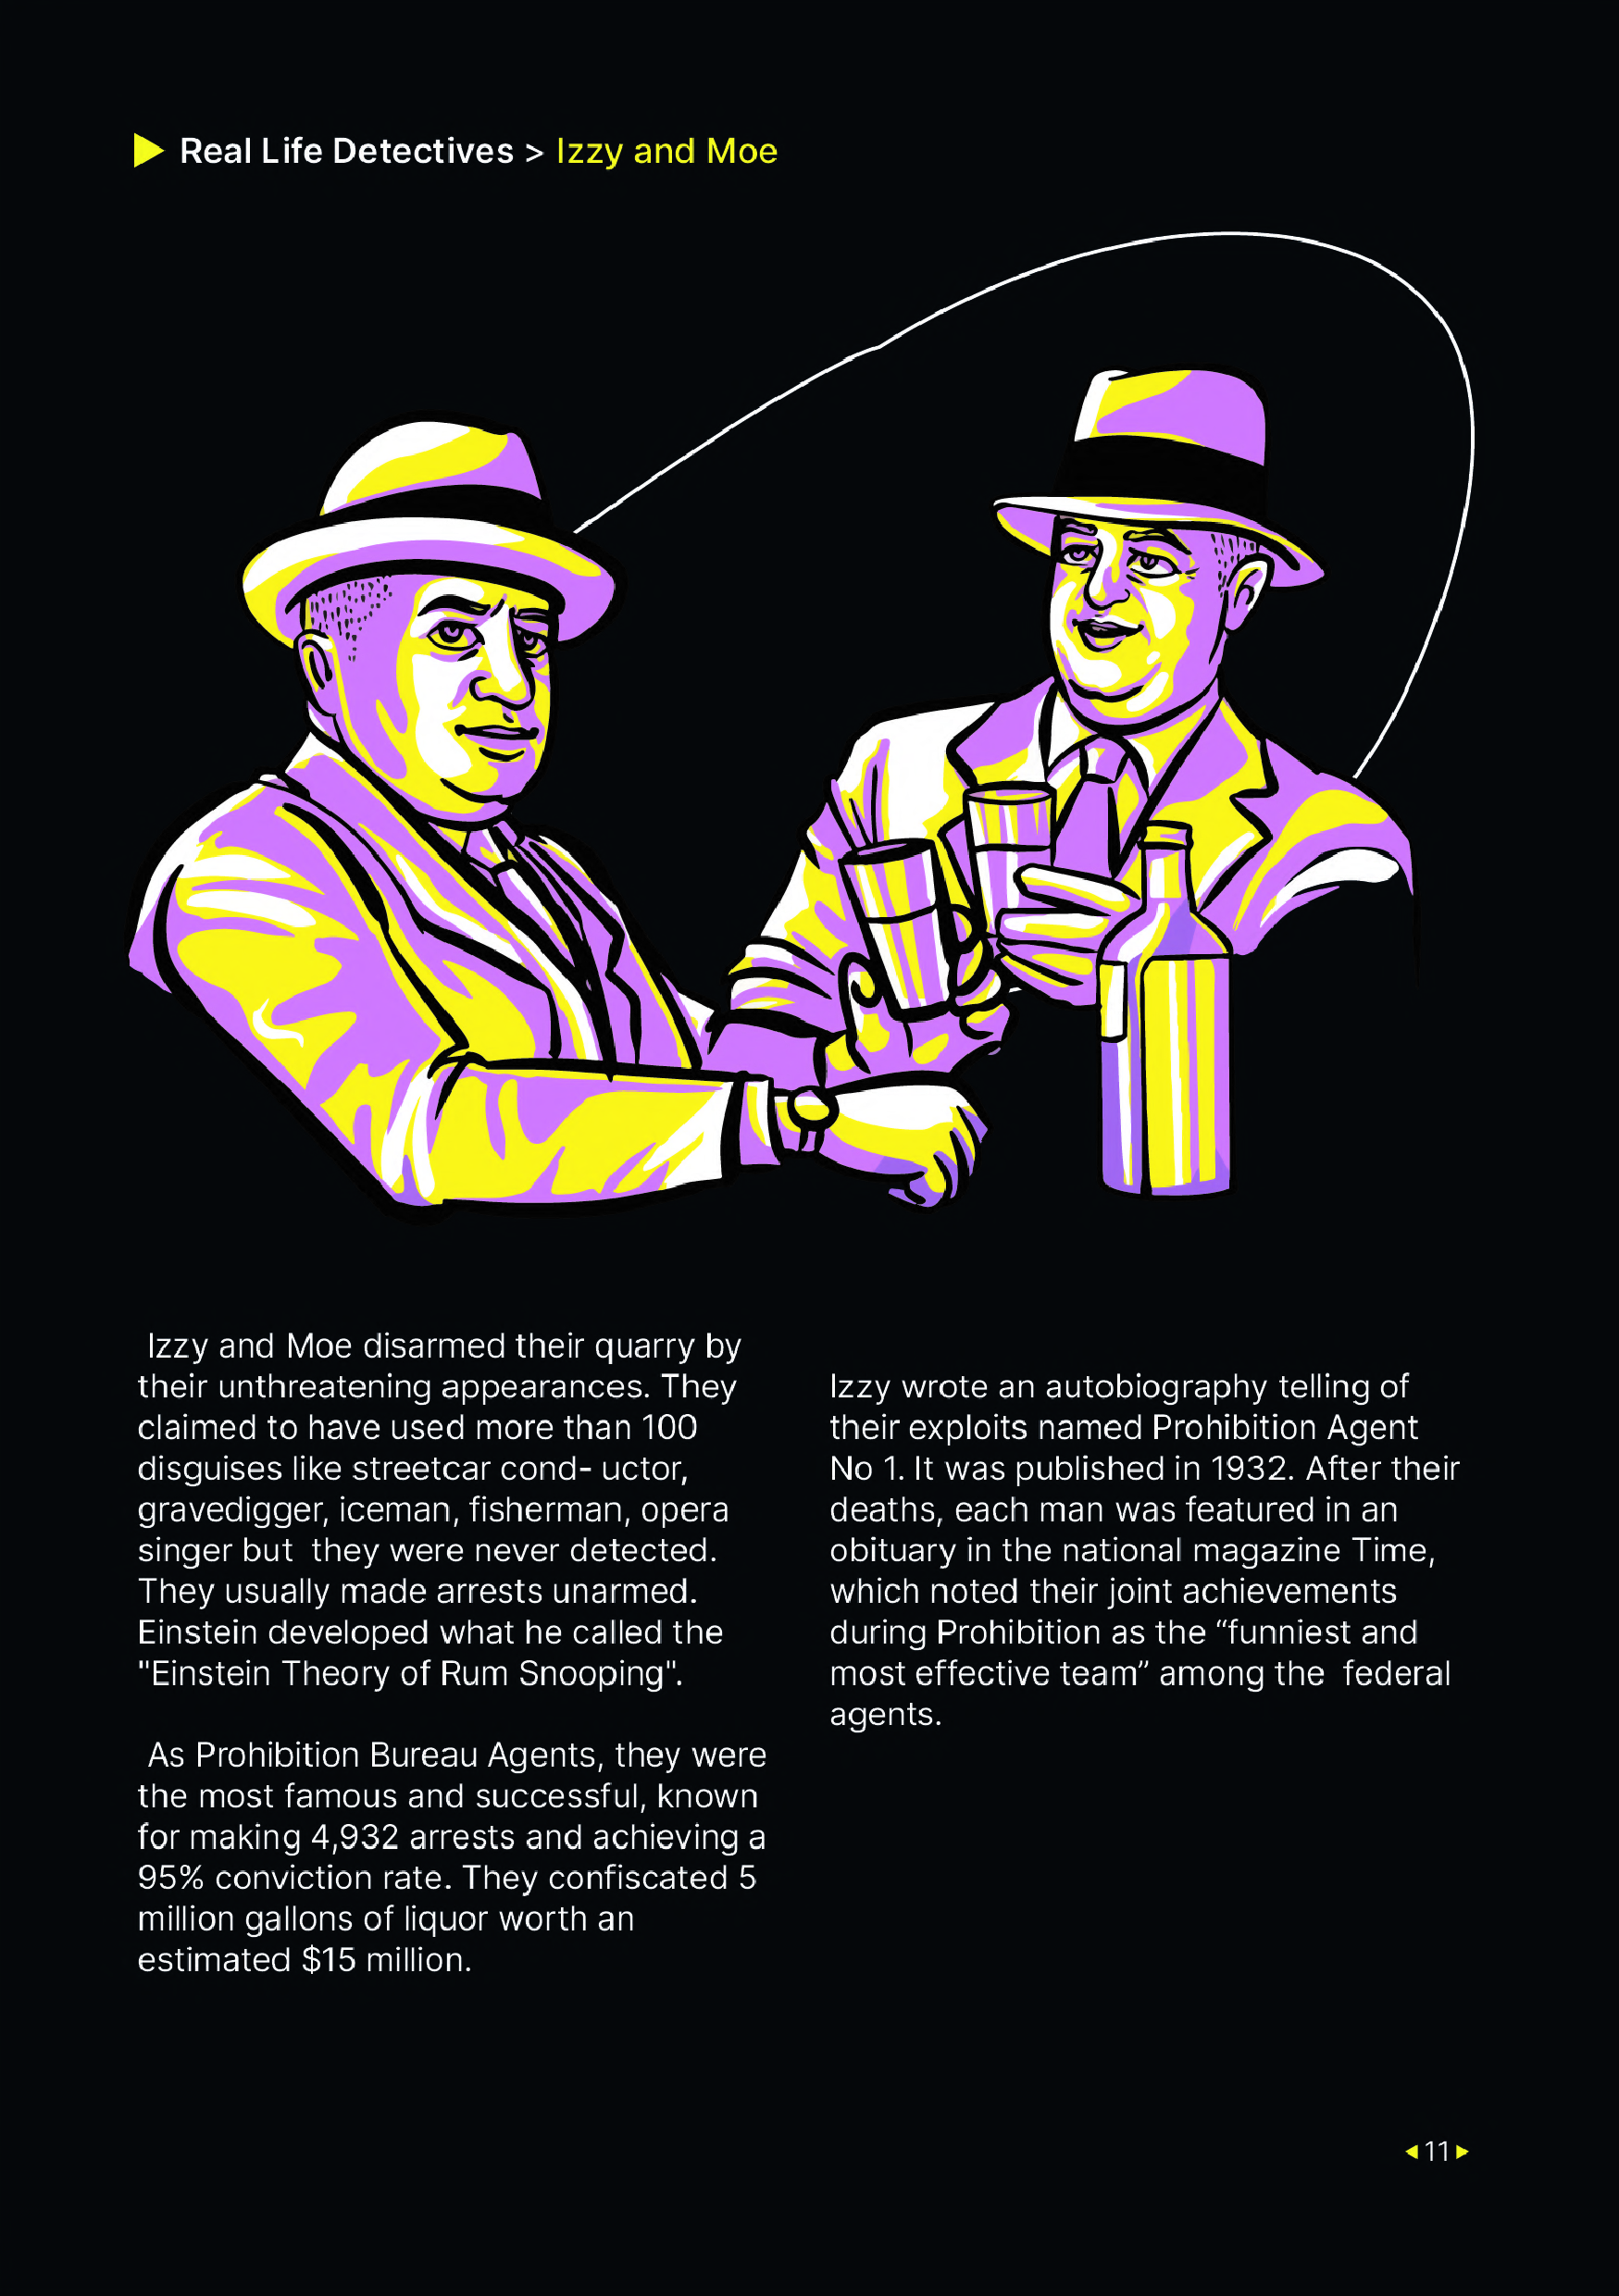 Real Life Detectives > Izzy and Moe
Izzy and Moe disarmed their quarry by
their unthreatening appearances. They
claimed to have used more than 100
disguises like streetcar cond- uctor,
gravedigger, iceman, fisherman, opera
singer but  they were never detected.
They usually made arrests unarmed.
Einstein developed what he called the
"Einstein Theory of Rum Snooping".
As Prohibition Bureau Agents, they were
the most famous and successful, known
for making 4,932 arrests and achieving a
95% conviction rate. They confiscated 5
million gallons of liquor worth an
estimated $15 million.
Izzy wrote an autobiography telling of
their exploits named Prohibition Agent
No 1. It was published in 1932. After their
deaths, each man was featured in an
obituary in the national magazine Time,
which noted their joint achievements
during Prohibition as the “funniest and
most effective team” among the  federal
agents.
11